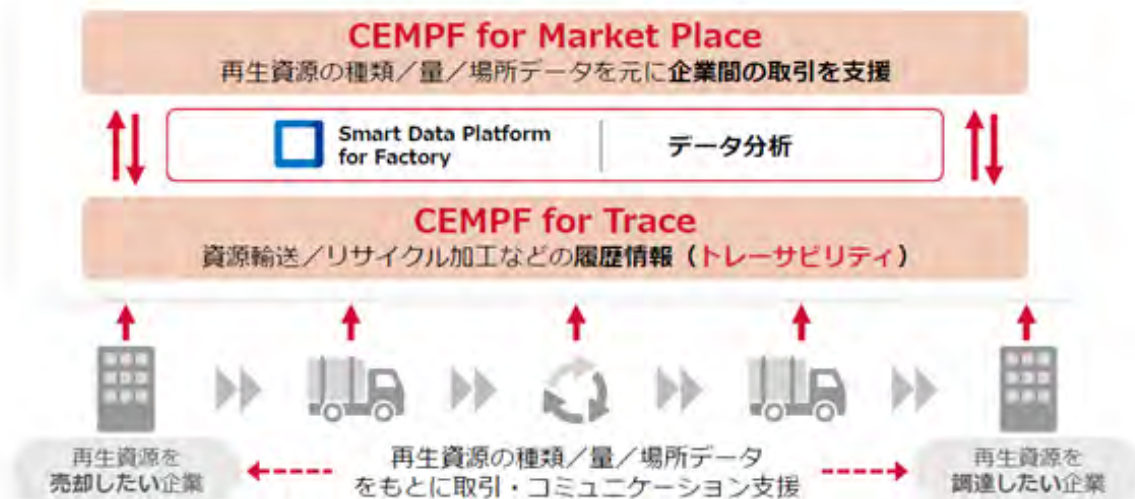 CEMPF for Market Place
再生資源の種類／量／場所データを元に企業間の取引を支援
Smart Data Platform
for Factory
データ分析
CEMPF for Trace
資源輸送／リサイクル加工などの履歴情報（トレーサビリティ）
再生資源を
売却したい企業
再生資源の種類／量／場所データ
をもとに取引・コミュニケーション支援
再生資源を
調達したい企業